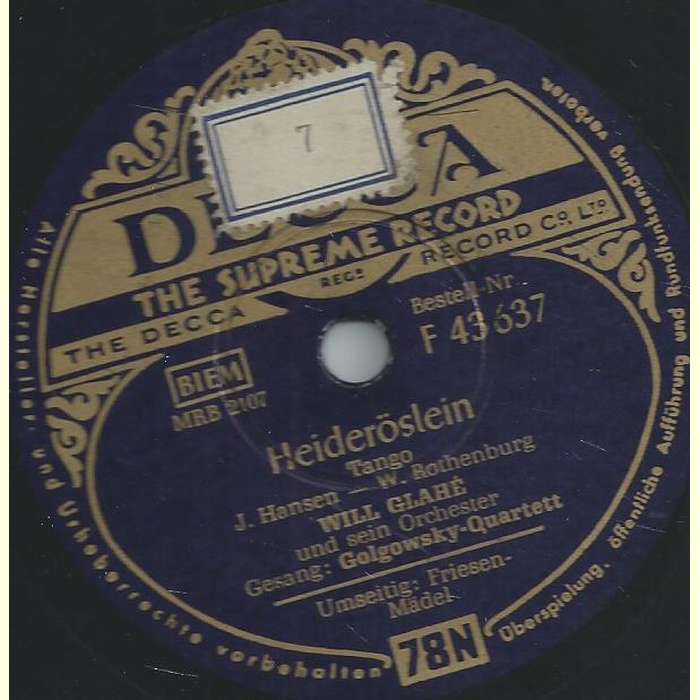 7
DECCA
THE SUPREME RECORD
THE DECCA REGD RECORD CO. LTD
BIEM
MRB 2107
Bestell-Nr.
F 43 637
Heideröslein
Tango
J. Hansen — W. Rothenburg
WILL GLAHÉ
und sein Orchester
Gesang: Golgowsky-Quartett
Umseitig: Friesen-
Mädel
78N
Alle Hersteller- und Urheberrechte vorbehalten
Überspielung, öffentliche Aufführung und Rundfunksendung verboten